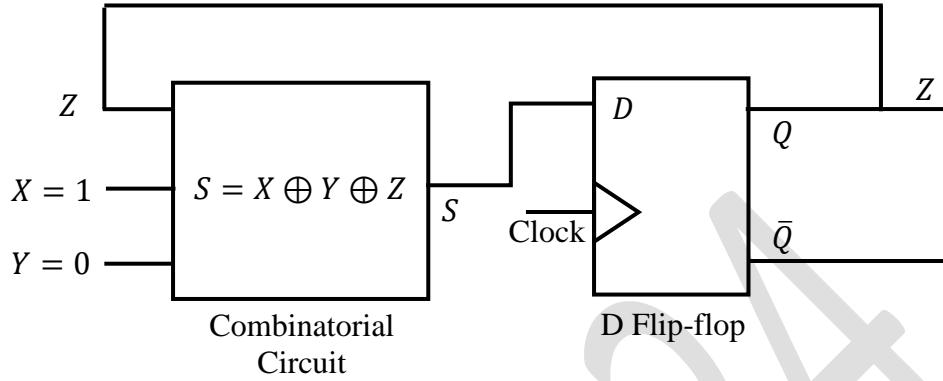 Z
X = 1
Y = 0
S = X ⊕ Y ⊕ Z
S
Combinatorial
Circuit
D
Clock
Q
Q̄
Z
D Flip-flop